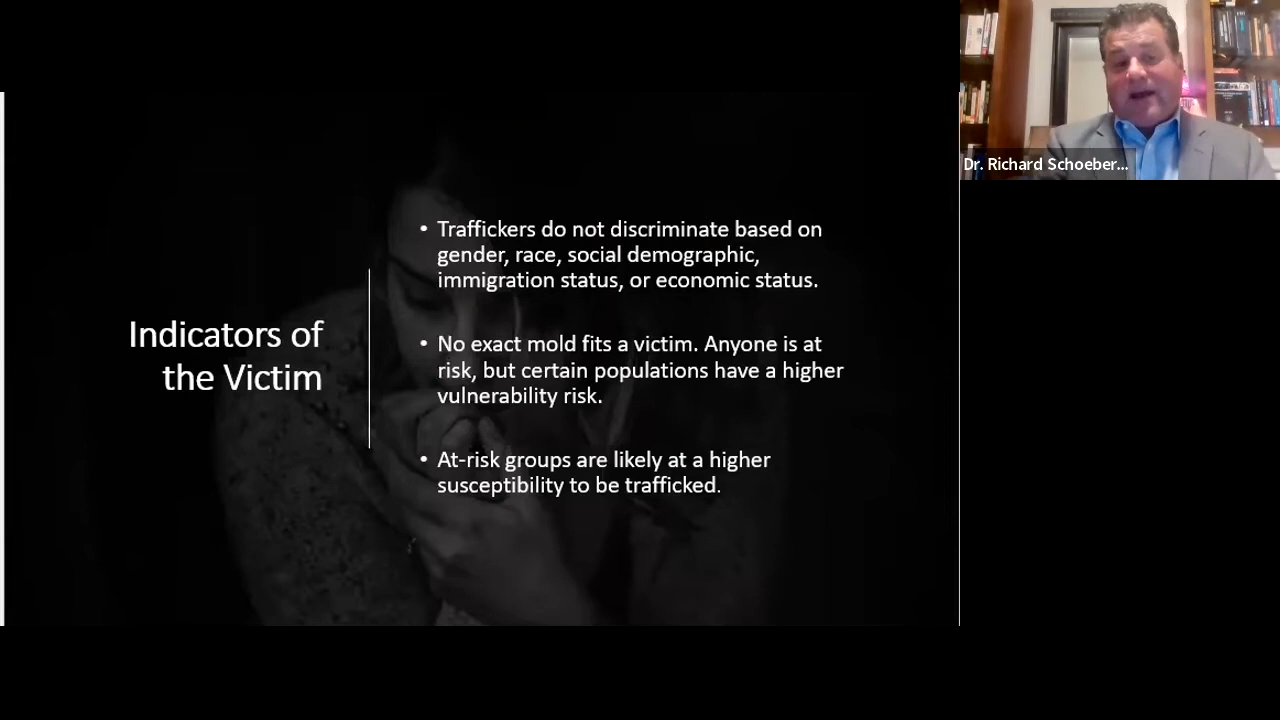 Dr. Richard Schoeber...
Indicators of
the Victim
• Traffickers do not discriminate based on
gender, race, social demographic,
immigration status, or economic status.
• No exact mold fits a victim. Anyone is at
risk, but certain populations have a higher
vulnerability risk.
• At-risk groups are likely at a higher
susceptibility to be trafficked.